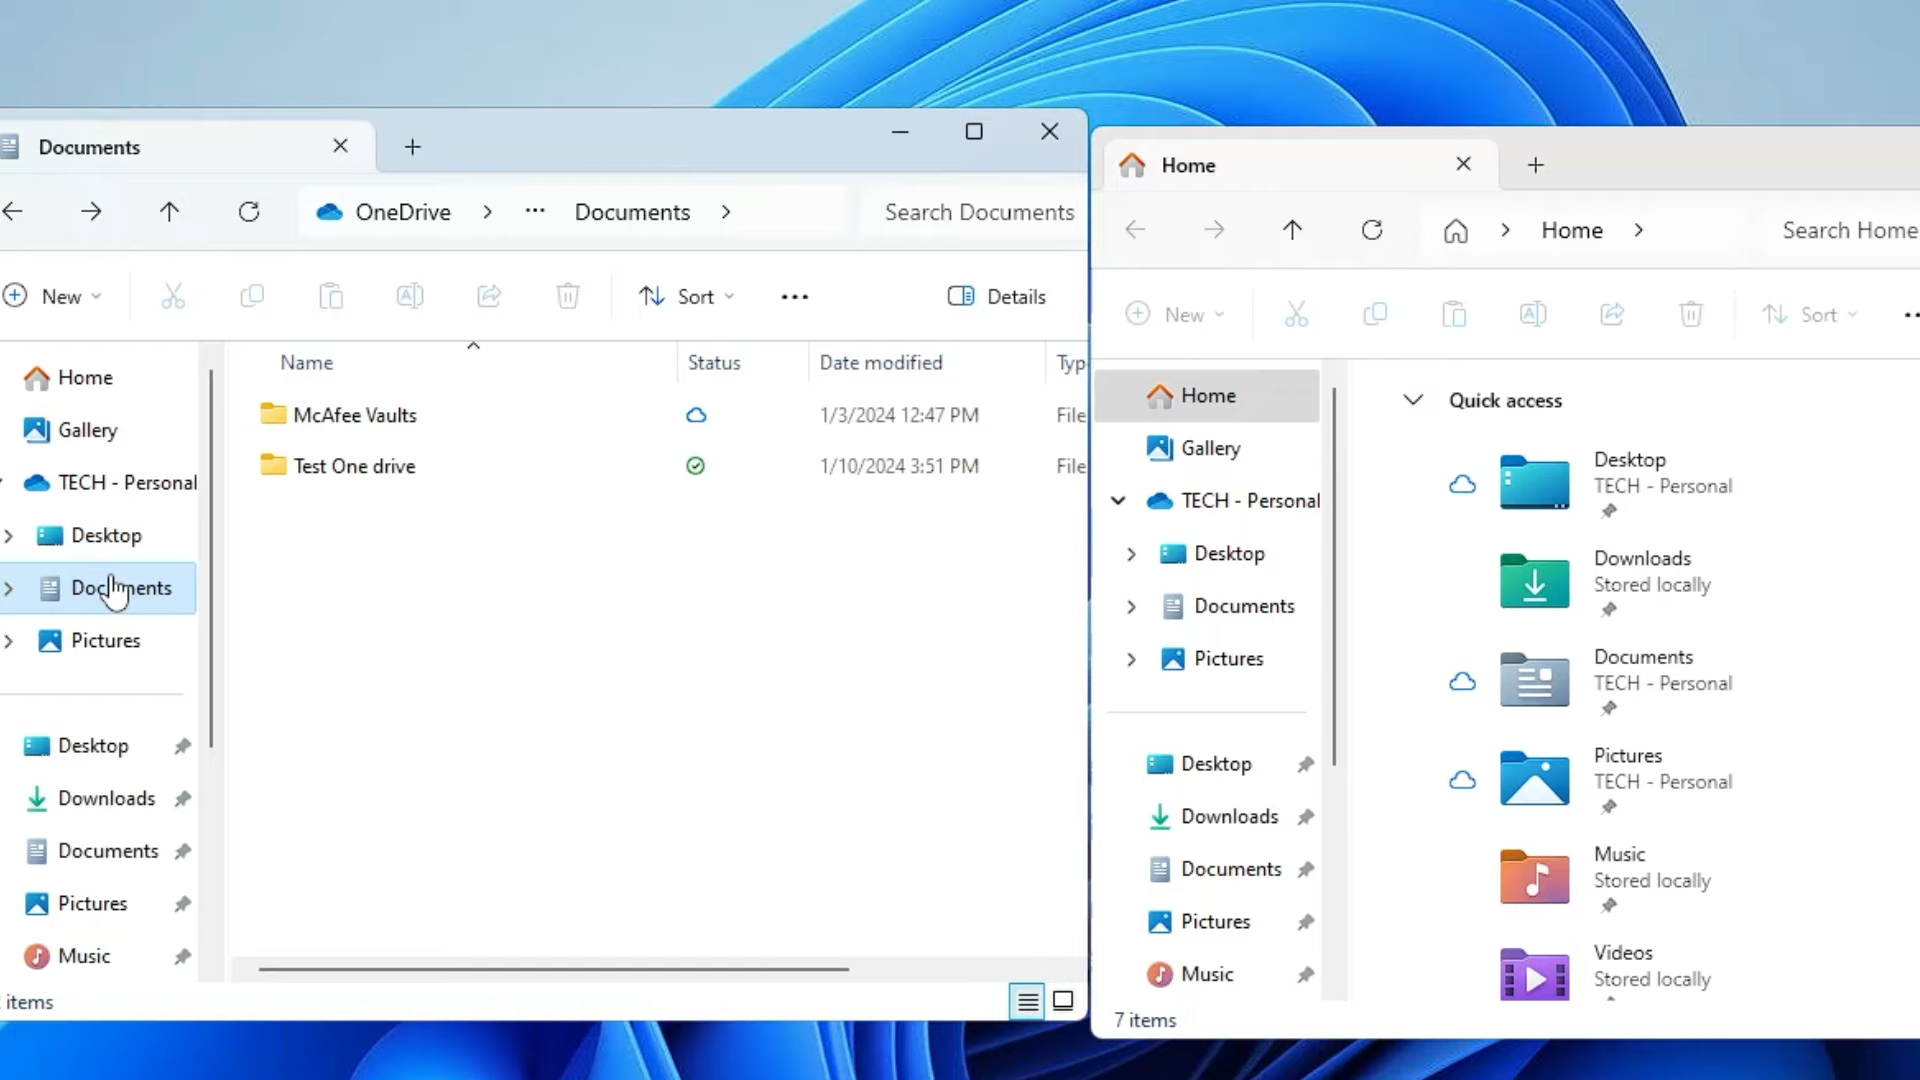 Documents
OneDrive > ... Documents > Search Documents
New Sort ... Details
Home
Gallery
TECH - Personal
Desktop
Documents
Pictures
Desktop
Downloads
Documents
Pictures
Music
Name Status Date modified Typ
McAfee Vaults 1/3/2024 12:47 PM File
Test One drive 1/10/2024 3:51 PM File
items
Home
Home > Search Home
New Sort
Home
Gallery
TECH - Personal
Desktop
Documents
Pictures
Desktop
Downloads
Documents
Pictures
Music
Quick access
Desktop
TECH - Personal
Downloads
Stored locally
Documents
TECH - Personal
Pictures
TECH - Personal
Music
Stored locally
Videos
Stored locally
7 items